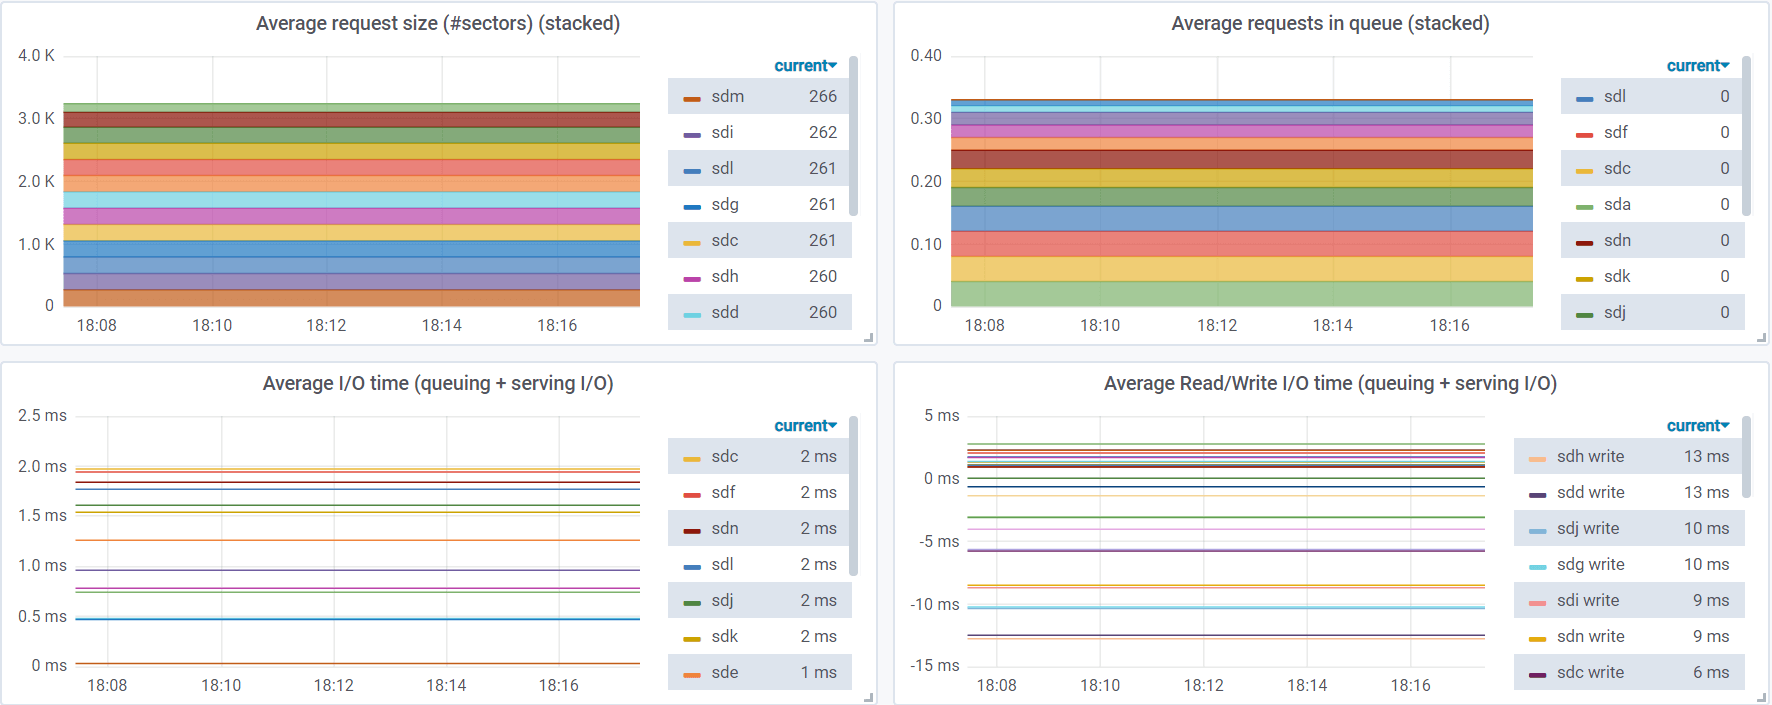 Average request size (#sectors) (stacked)
4.0 K
3.0 K
2.0 K
1.0 K
0
18:08 18:10 18:12 18:14 18:16
current
sdm 266
sdi 262
sdl 261
sdg 261
sdc 261
sdh 260
sdd 260
Average requests in queue (stacked)
0.40
0.30
0.20
0.10
0
18:08 18:10 18:12 18:14 18:16
current
sdl 0
sdf 0
sdc 0
sda 0
sdn 0
sdk 0
sdj 0
Average I/O time (queuing + serving I/O)
2.5 ms
2.0 ms
1.5 ms
1.0 ms
0.5 ms
0 ms
18:08 18:10 18:12 18:14 18:16
current
sdc 2 ms
sdf 2 ms
sdn 2 ms
sdl 2 ms
sdj 2 ms
sdk 2 ms
sde 1 ms
Average Read/Write I/O time (queuing + serving I/O)
5 ms
0 ms
-5 ms
-10 ms
-15 ms
18:08 18:10 18:12 18:14 18:16
current
sdh write 13 ms
sdd write 13 ms
sdj write 10 ms
sdg write 10 ms
sdi write 9 ms
sdn write 9 ms
sdc write 6 ms